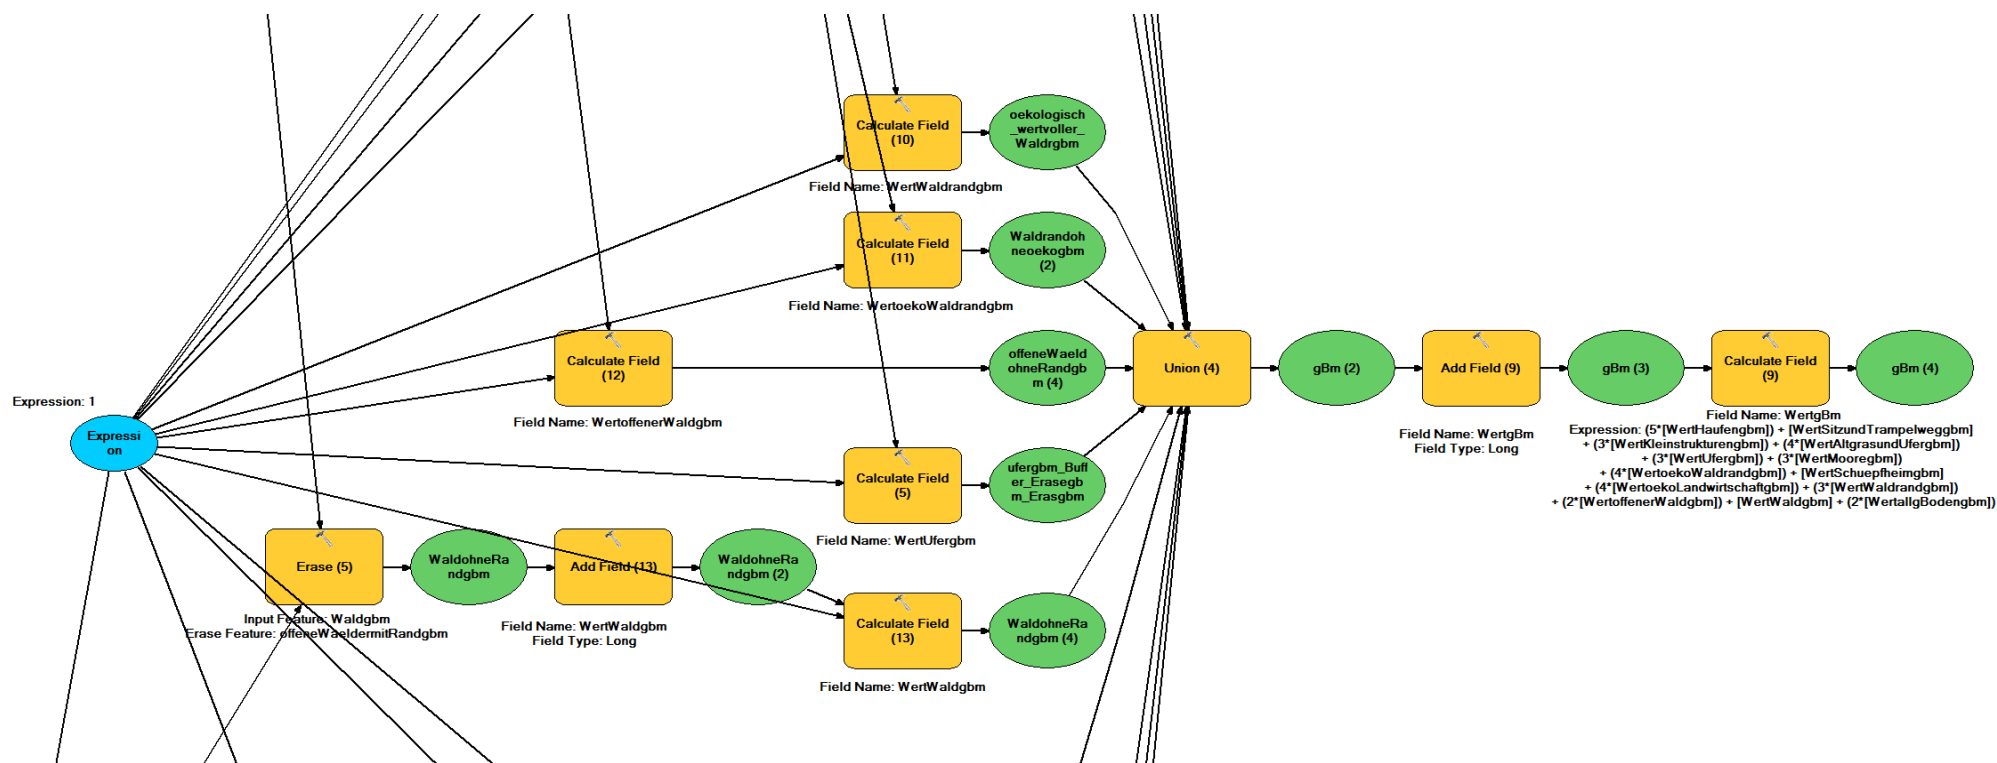 oekologisch
_wertvoller_
Waldrgbm
Calculate Field
(10)
Field Name: WertWaldrandgbm
Waldrandoh
neoekogbm
(2)
Calculate Field
(11)
Field Name: WertoekoWaldrandgbm
Calculate Field
(12)
Field Name: WertoffenerWaldgbm
offeneWaeld
ohneRandgb
m (4)
Union (4)
gBm (2)
Add Field (9)
Field Name: WertgBm
Field Type: Long
gBm (3)
Calculate Field
(9)
gBm (4)
Field Name: WertgBm
Expression: (5*[WertHaufengbm]) + [WertSitzundTrampelweggbm]
+ (3*[WertKleinstrukturengbm]) + (4*[WertAltgrasundUfergbm])
+ (3*[WertUfergbm]) + (3*[WertMooregbm])
+ (4*[WertoekoWaldrandgbm]) + [WertSchuepfheimgbm]
+ (4*[WertoekoLandwirtschaftgbm]) + (3*[WertWaldrandgbm])
+ (2*[WertoffenerWaldgbm]) + [WertWaldgbm] + (2*[WertallgBodengbm])
Expression: 1
Expressi
on
Calculate Field
(5)
Field Name: WertUfergbm
ufergbm_Buff
er_Erasegb
m_Erasgbm
Erase (5)
Input Feature: Waldgbm
Erase Feature: offeneWaeldermitRandgbm
WaldohneRa
ndgbm
Add Field (13)
Field Name: WertWaldgbm
Field Type: Long
WaldohneRa
ndgbm (2)
Calculate Field
(13)
Field Name: WertWaldgbm
WaldohneRa
ndgbm (4)